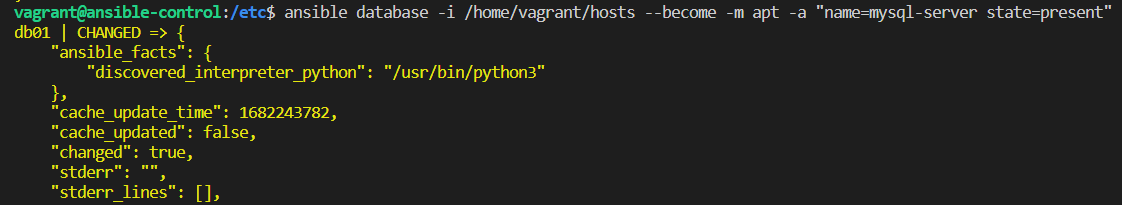 vagrant@ansible-control:/etc$ ansible database -i /home/vagrant/hosts --become -m apt -a "name=mysql-server state=present"
db01 | CHANGED => {
    "ansible_facts": {
        "discovered_interpreter_python": "/usr/bin/python3"
    },
    "cache_update_time": 1682243782,
    "cache_updated": false,
    "changed": true,
    "stderr": "",
    "stderr_lines": [],